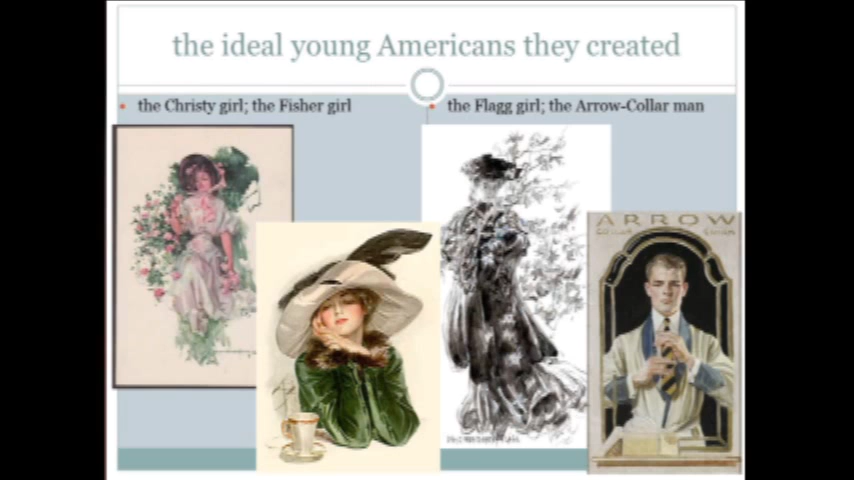 the ideal young Americans they created
the Christy girl; the Fisher girl
the Flagg girl; the Arrow-Collar man
ARROW